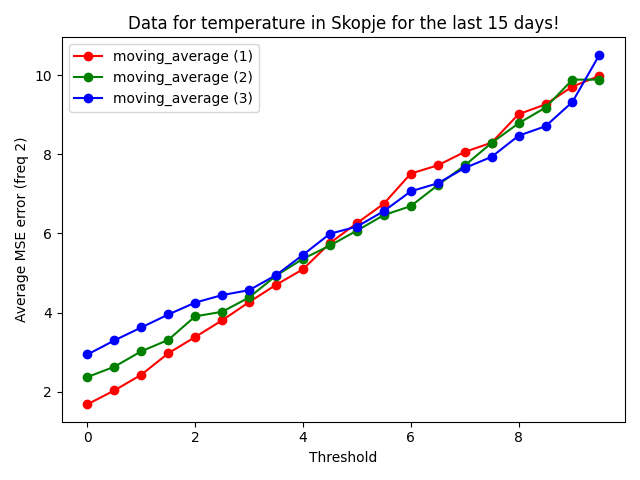 Data for temperature in Skopje for the last 15 days!
moving_average (1)
moving_average (2)
moving_average (3)
Average MSE error (freq 2)
10
8
6
4
2
0 2 4 6 8
Threshold